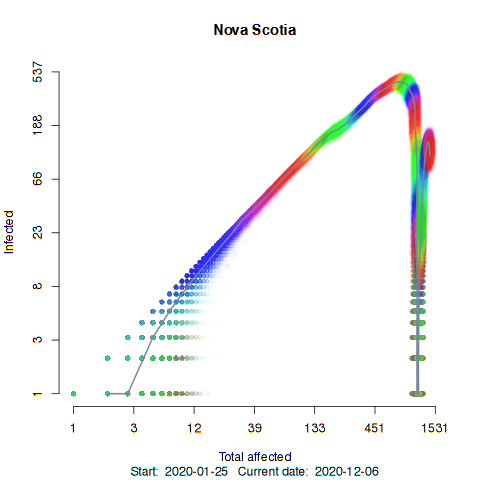 Nova Scotia
Infected
537
188
66
23
8
3
1
1 3 12 39 133 451 1531
Total affected
Start: 2020-01-25 Current date: 2020-12-06